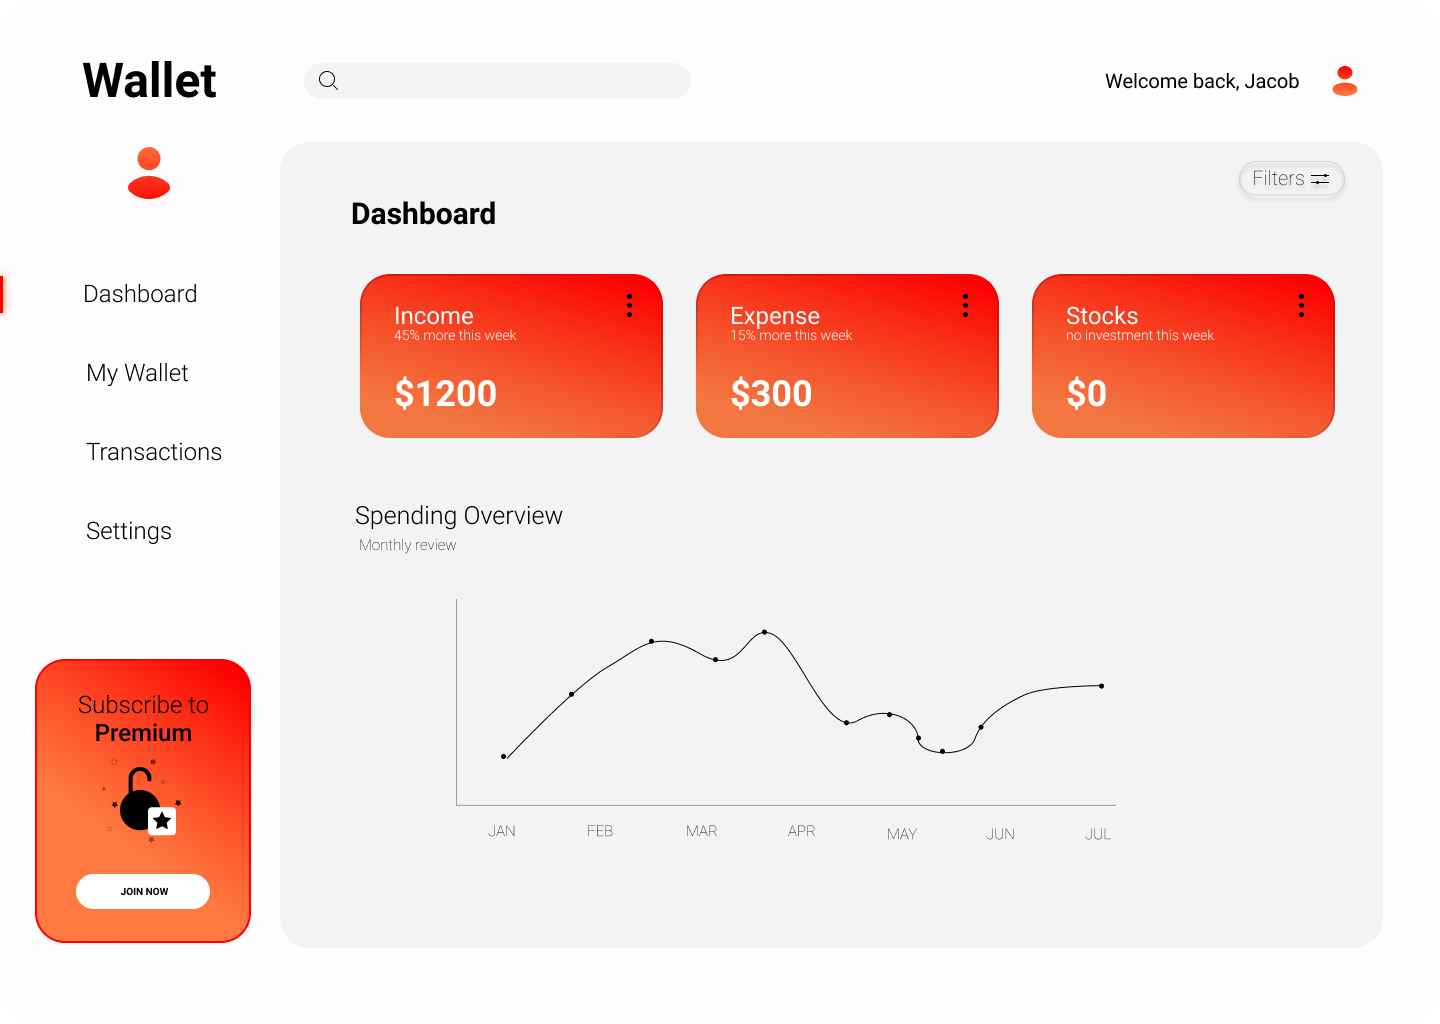 Wallet
Welcome back, Jacob
Filters
Dashboard
Dashboard
My Wallet
Transactions
Settings
Income
45% more this week
$1200
Expense
15% more this week
$300
Stocks
no investment this week
$0
Spending Overview
Monthly review
JAN FEB MAR APR MAY JUN JUL
Subscribe to
Premium
JOIN NOW